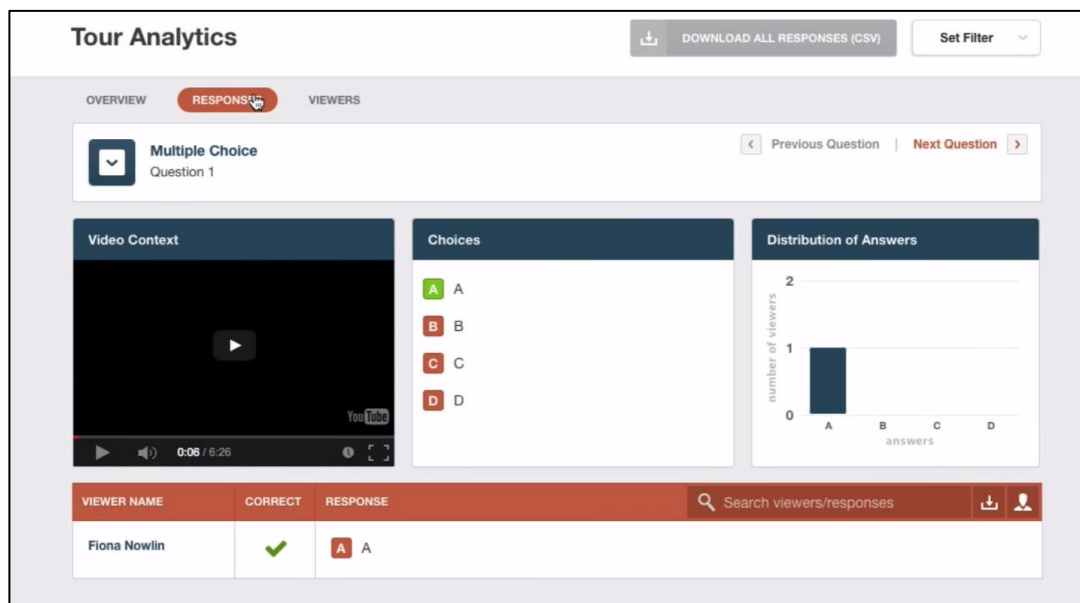 Tour Analytics
DOWNLOAD ALL RESPONSES (CSV)
Set Filter
OVERVIEW
VIEWERS
Multiple Choice
Question 1
Previous Question | Next Question
Video Context
YouTube
0:06 / 6:26
Choices
A A
B B
C C
D D
Distribution of Answers
number of viewers
2
1
0
A B C D
answers
VIEWER NAME CORRECT RESPONSE Search viewers/responses
Fiona Nowlin A A